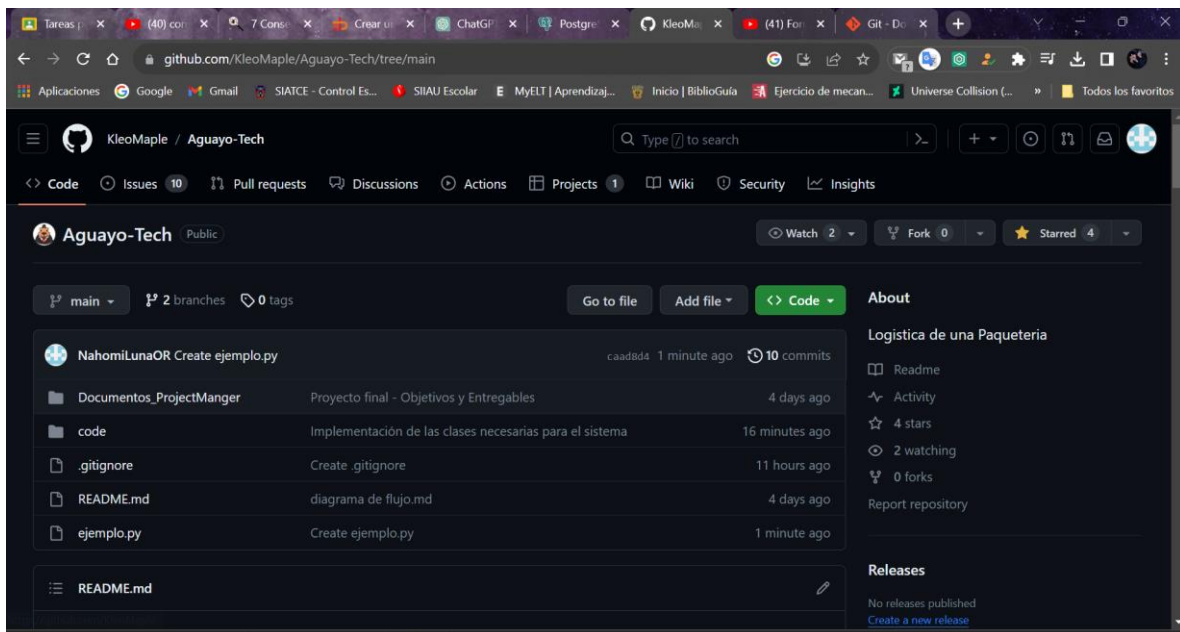 Tareas p
(40) con
7 Conse
Crear u
ChatGP
Postgre
KleoMa
(41) For
Git - Do
github.com/KleoMaple/Aguayo-Tech/tree/main
Aplicaciones Google Gmail SIATCE - Control Es... SIIAU Escolar MyELT | Aprendizaj... Inicio | BiblioGuía Ejercicio de mecan... Universe Collision (... » Todos los favoritos
KleoMaple / Aguayo-Tech
Type / to search
<> Code Issues 10 Pull requests Discussions Actions Projects 1 Wiki Security Insights
Aguayo-Tech Public
Watch 2 Fork 0 Starred 4
main 2 branches 0 tags
Go to file Add file <> Code
NahomiLunaOR Create ejemplo.py caad8d4 1 minute ago 10 commits
Documentos_ProjectManger Proyecto final - Objetivos y Entregables 4 days ago
code Implementación de las clases necesarias para el sistema 16 minutes ago
.gitignore Create .gitignore 11 hours ago
README.md diagrama de flujo.md 4 days ago
ejemplo.py Create ejemplo.py 1 minute ago
README.md
About
Logistica de una Paqueteria
Readme
Activity
4 stars
2 watching
0 forks
Report repository
Releases
No releases published
Create a new release